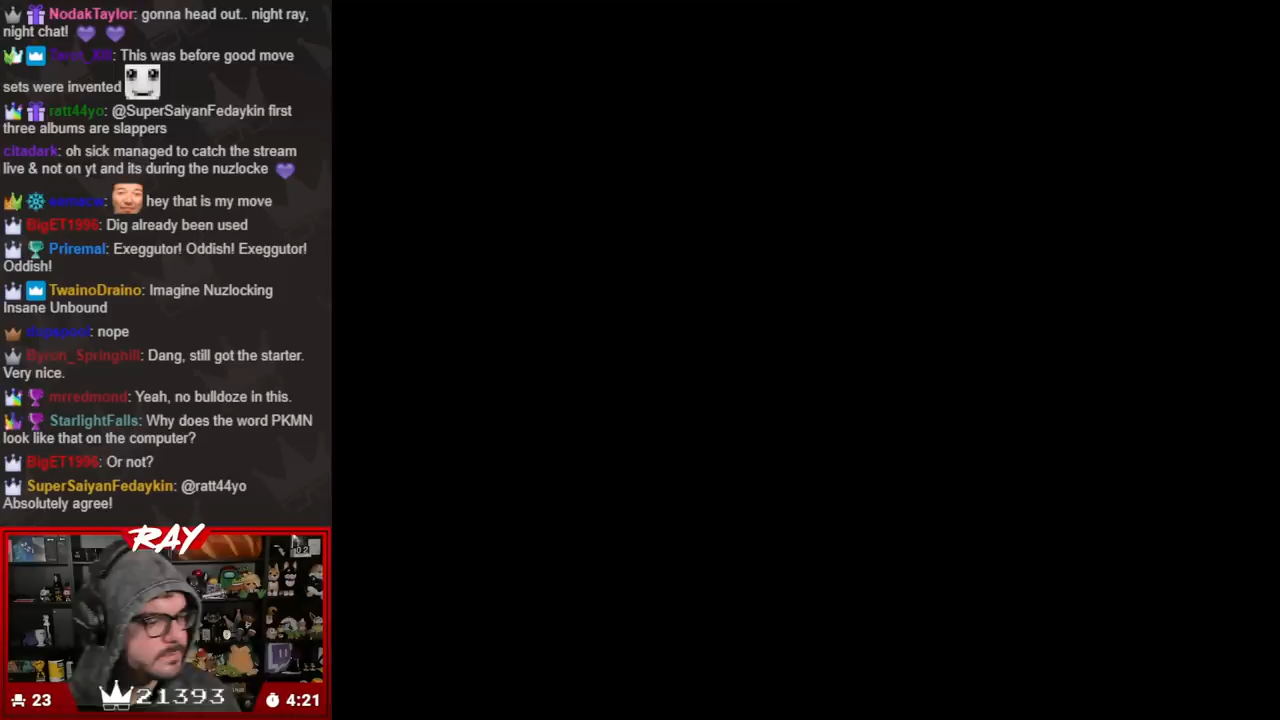 NodakTaylor: gonna head out.. night ray,
night chat!
Zenri_XIII: This was before good move
sets were invented
ratt44yo: @SuperSaiyanFedaykin first
three albums are slappers
citadark: oh sick managed to catch the stream
live & not on yt and its during the nuzlocke
hey that is my move
BigET1996: Dig already been used
Priremal: Exeggutor! Oddish! Exeggutor!
Oddish!
TwainoDraino: Imagine Nuzlocking
Insane Unbound
nope
Byron_Springhill: Dang, still got the starter.
Very nice.
mrredmond: Yeah, no bulldoze in this.
StarlightFalls: Why does the word PKMN
look like that on the computer?
BigET1996: Or not?
SuperSaiyanFedaykin: @ratt44yo
Absolutely agree!
RAY
23
21393
4:21